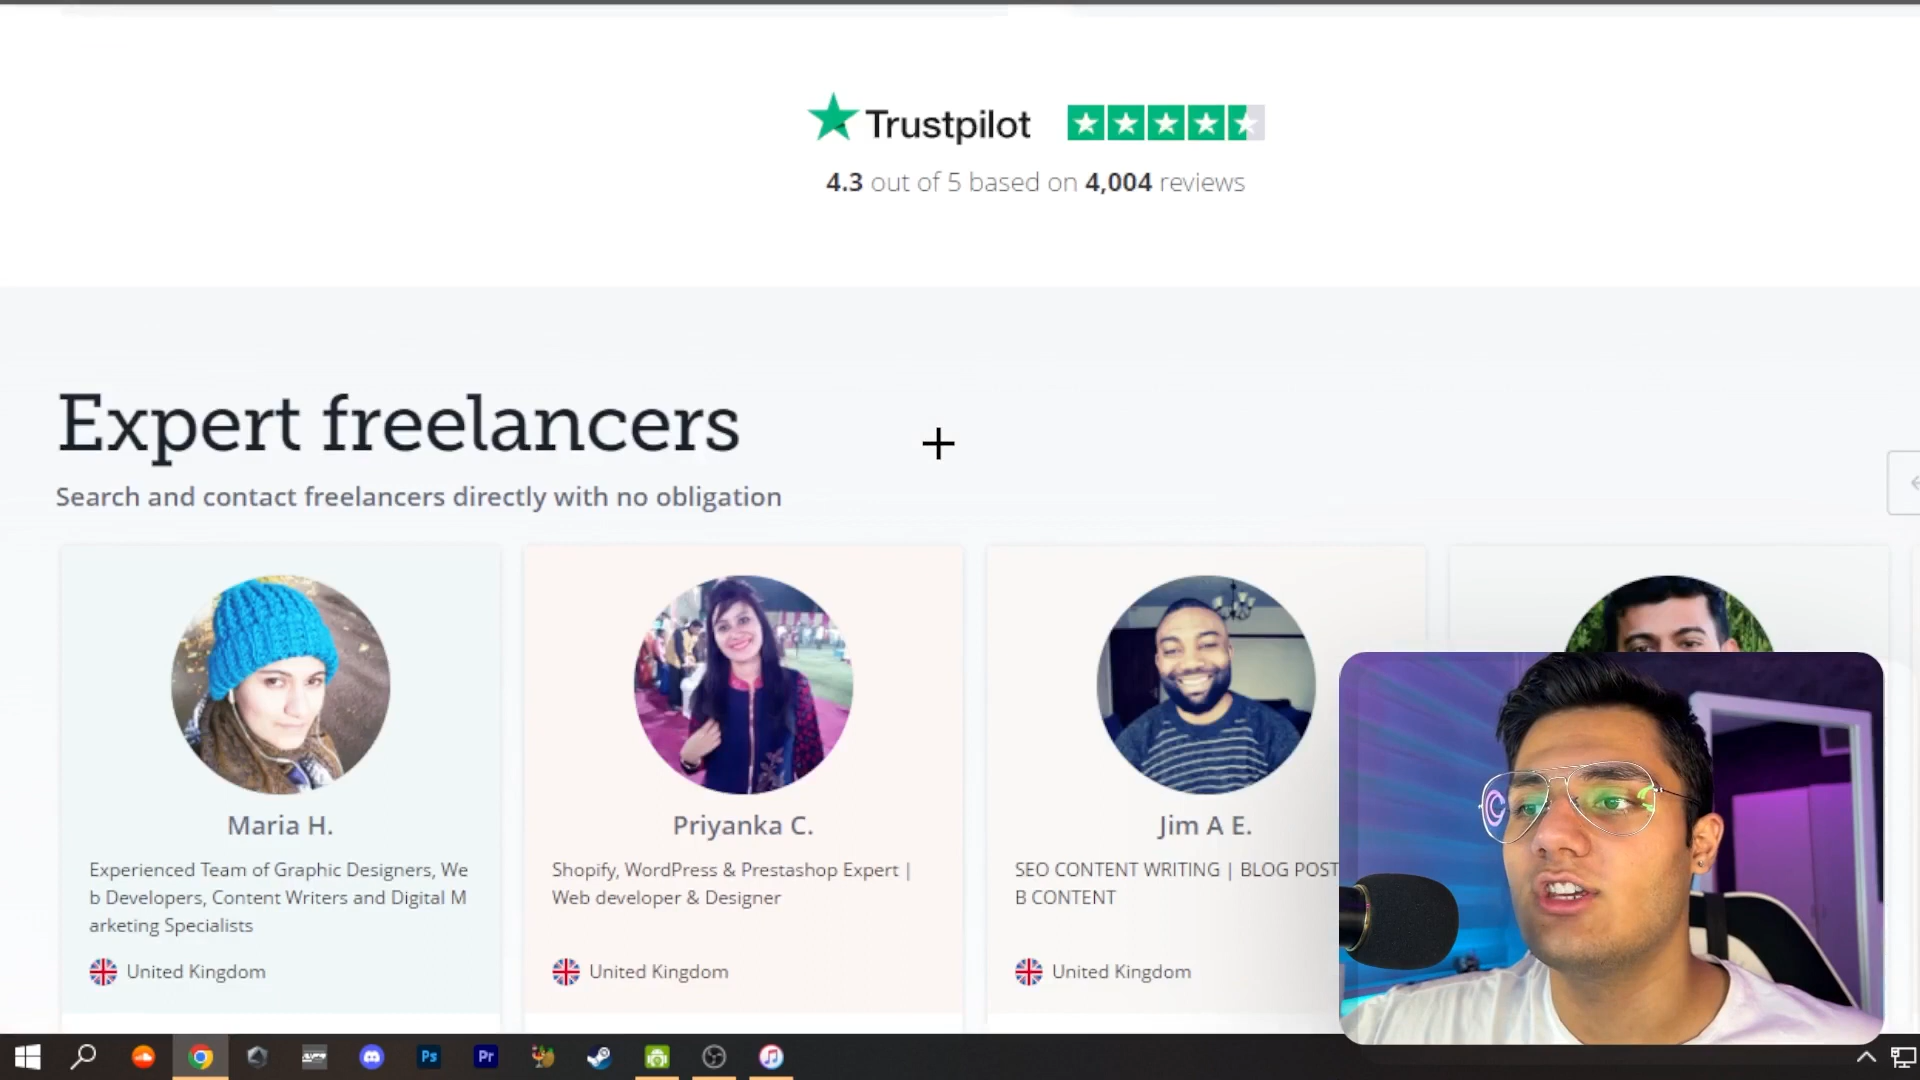 Trustpilot
4.3 out of 5 based on 4,004 reviews
Expert freelancers
Search and contact freelancers directly with no obligation
Maria H.
Experienced Team of Graphic Designers, We
b Developers, Content Writers and Digital M
arketing Specialists
United Kingdom
Priyanka C.
Shopify, WordPress & Prestashop Expert |
Web developer & Designer
United Kingdom
Jim A E.
SEO CONTENT WRITING | BLOG POST
B CONTENT
United Kingdom
Ps
Pr